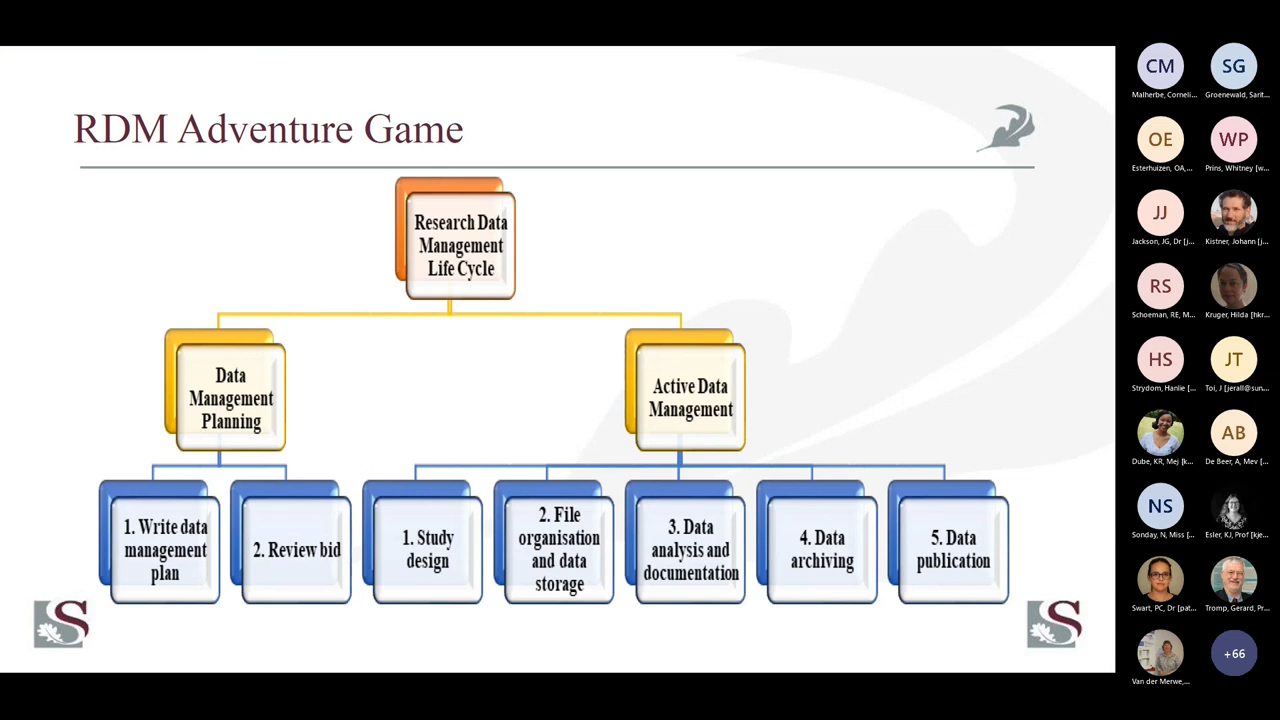 RDM Adventure Game
Research Data
Management
Life Cycle
Data
Management
Planning
Active Data
Management
1. Write data
management
plan
2. Review bid
1. Study
design
2. File
organisation
and data
storage
3. Data
analysis and
documentation
4. Data
archiving
5. Data
publication
S
S
CM
Malherbe, Corneli...
SG
Groenewald, Sarit...
OE
Esterhuizen, OA,...
WP
Prins, Whitney [w...
JJ
Jackson, JG, Dr [j...
Kistner, Johann [j...
RS
Schoeman, RE, M...
Kruger, Hilda [hkr...
HS
Strydom, Hanlie [...
JT
Toi, J [jerall@sun...
Dube, KR, Mej [k...
AB
De Beer, A, Mev [...
NS
Sonday, N, Miss [...
Esler, KJ, Prof [kje...
Swart, PC, Dr [pat...
Tromp, Gerard, Pr...
Van der Merwe,...
+66